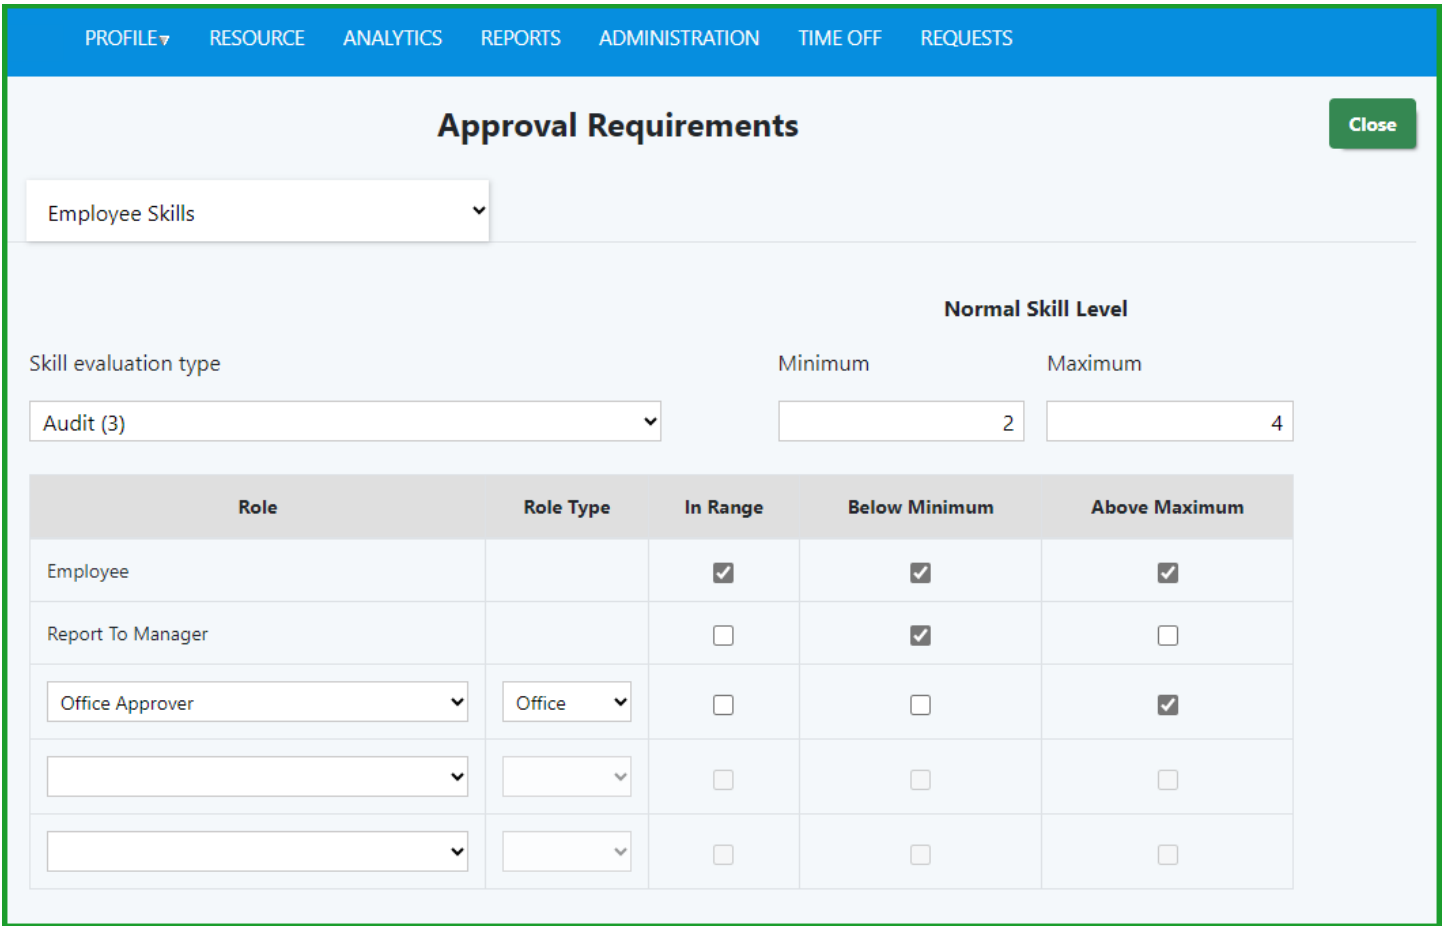 PROFILE RESOURCE ANALYTICS REPORTS ADMINISTRATION TIME OFF REQUESTS
Approval Requirements
Close
Employee Skills
Normal Skill Level
Skill evaluation type Minimum Maximum
Audit (3) 2 4
Role Role Type In Range Below Minimum Above Maximum
Employee
Report To Manager
Office Approver Office